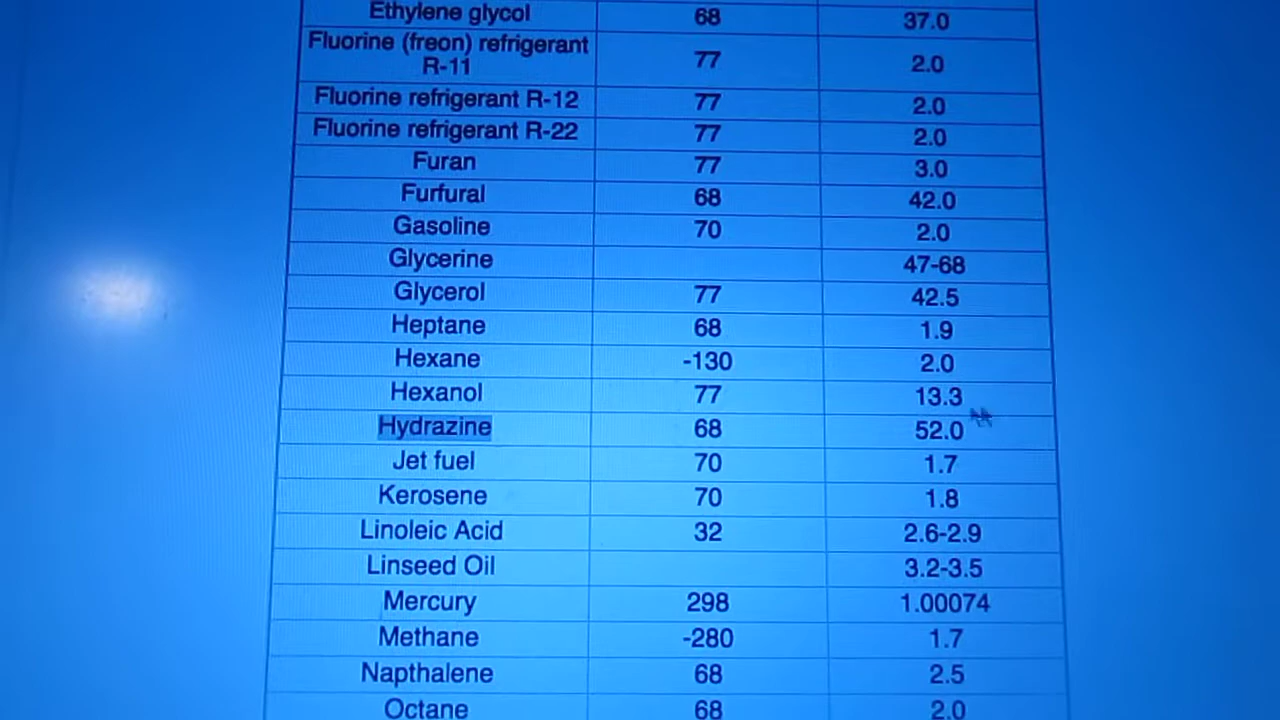 Ethylene glycol 68 37.0
Fluorine (freon) refrigerant
R-11 77 2.0
Fluorine refrigerant R-12 77 2.0
Fluorine refrigerant R-22 77 2.0
Furan 77 3.0
Furfural 68 42.0
Gasoline 70 2.0
Glycerine 47-68
Glycerol 77 42.5
Heptane 68 1.9
Hexane -130 2.0
Hexanol 77 13.3
Hydrazine 68 52.0
Jet fuel 70 1.7
Kerosene 70 1.8
Linoleic Acid 32 2.6-2.9
Linseed Oil 3.2-3.5
Mercury 298 1.00074
Methane -280 1.7
Napthalene 68 2.5
Octane 68 2.0